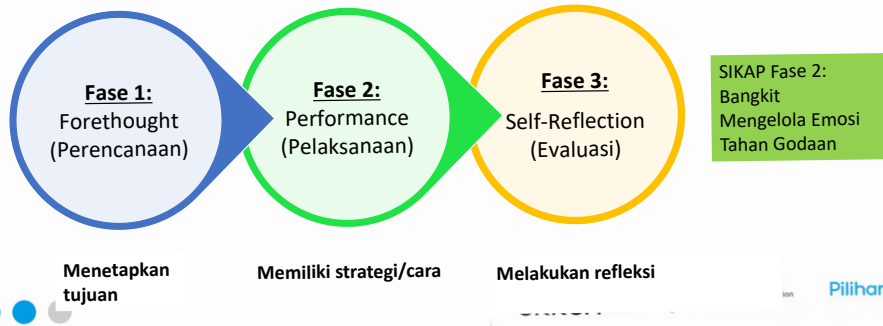 Fase 1:
Forethought
(Perencanaan)
Fase 2:
Performance
(Pelaksanaan)
Fase 3:
Self-Reflection
(Evaluasi)
SIKAP Fase 2:
Bangkit
Mengelola Emosi
Tahan Godaan
Menetapkan
tujuan
Memiliki strategi/cara
Melakukan refleksi